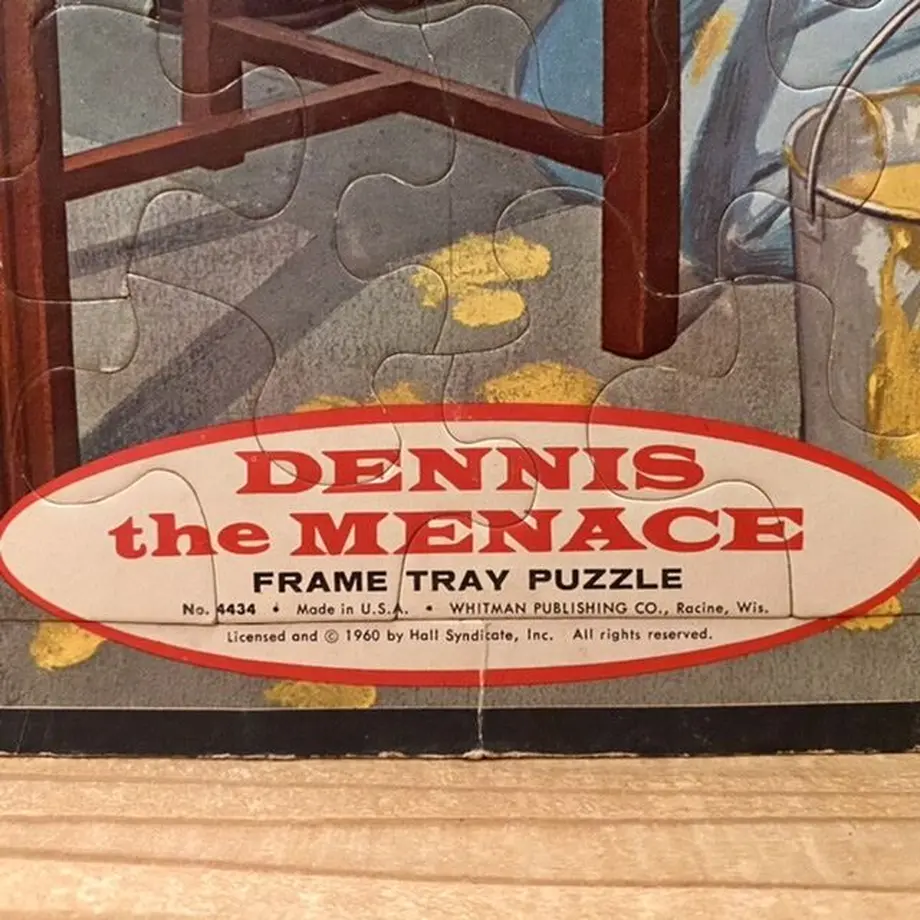 DENNIS
the MENACE
FRAME TRAY PUZZLE
No. 4434 • Made in U.S.A. • WHITMAN PUBLISHING CO., Racine, Wis.
Licensed and © 1960 by Hall Syndicate, Inc. All rights reserved.